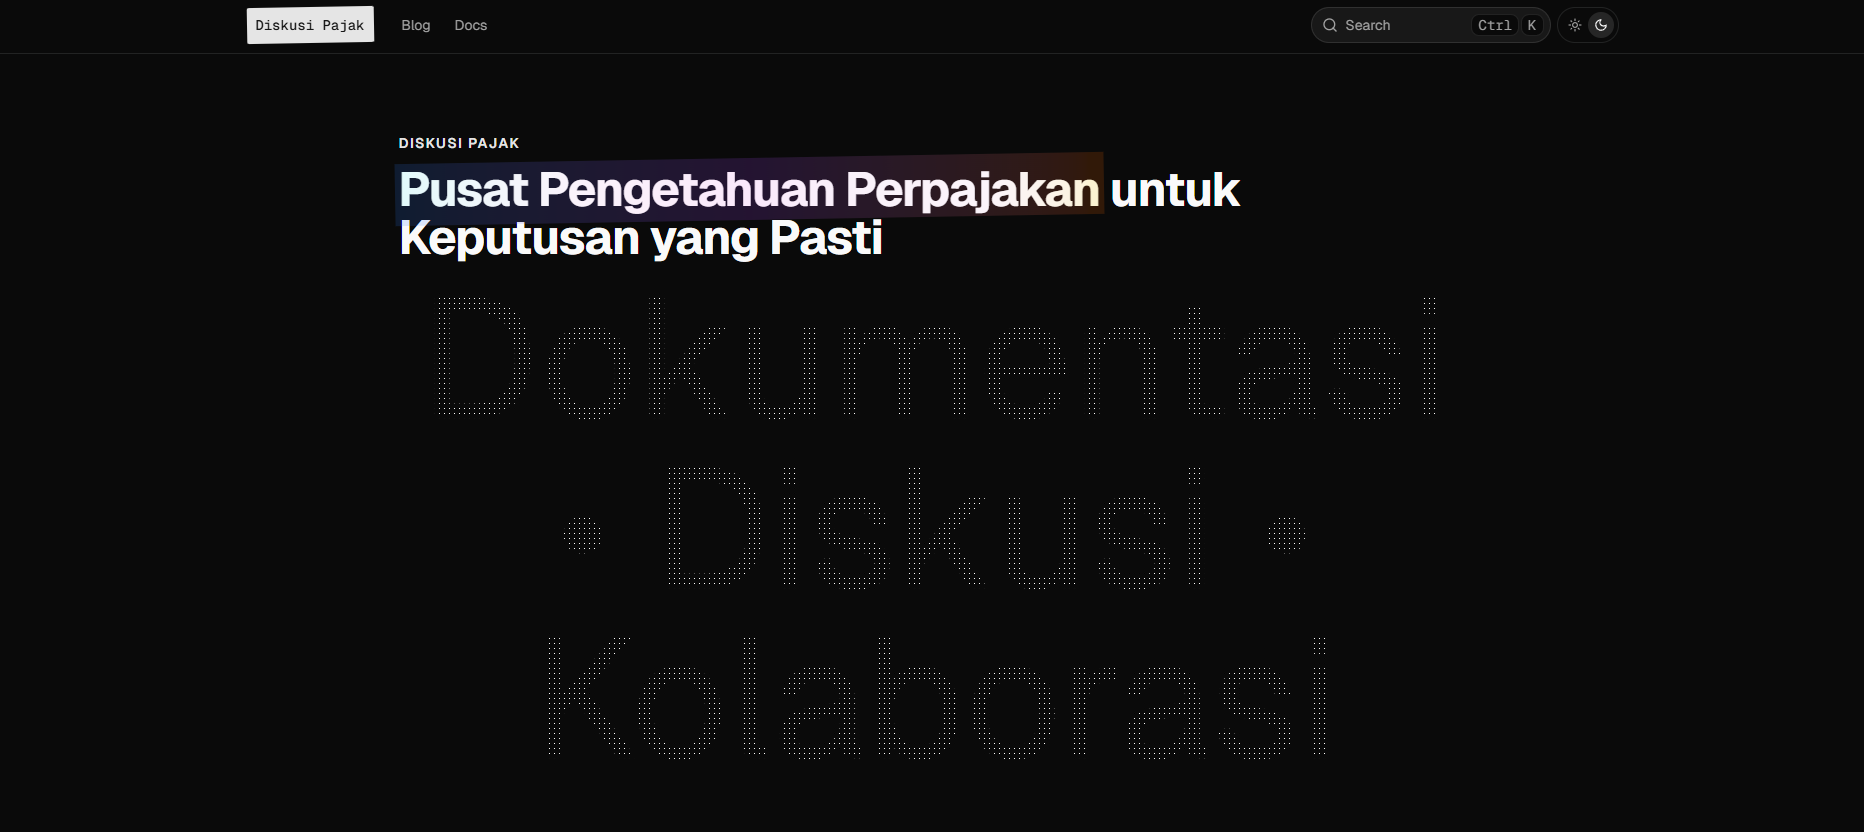 Diskusi Pajak
Blog
Docs
Search
Ctrl K
DISKUSI PAJAK
Pusat Pengetahuan Perpajakan untuk
Keputusan yang Pasti
Dokumentasi
• Diskusi •
Kolaborasi